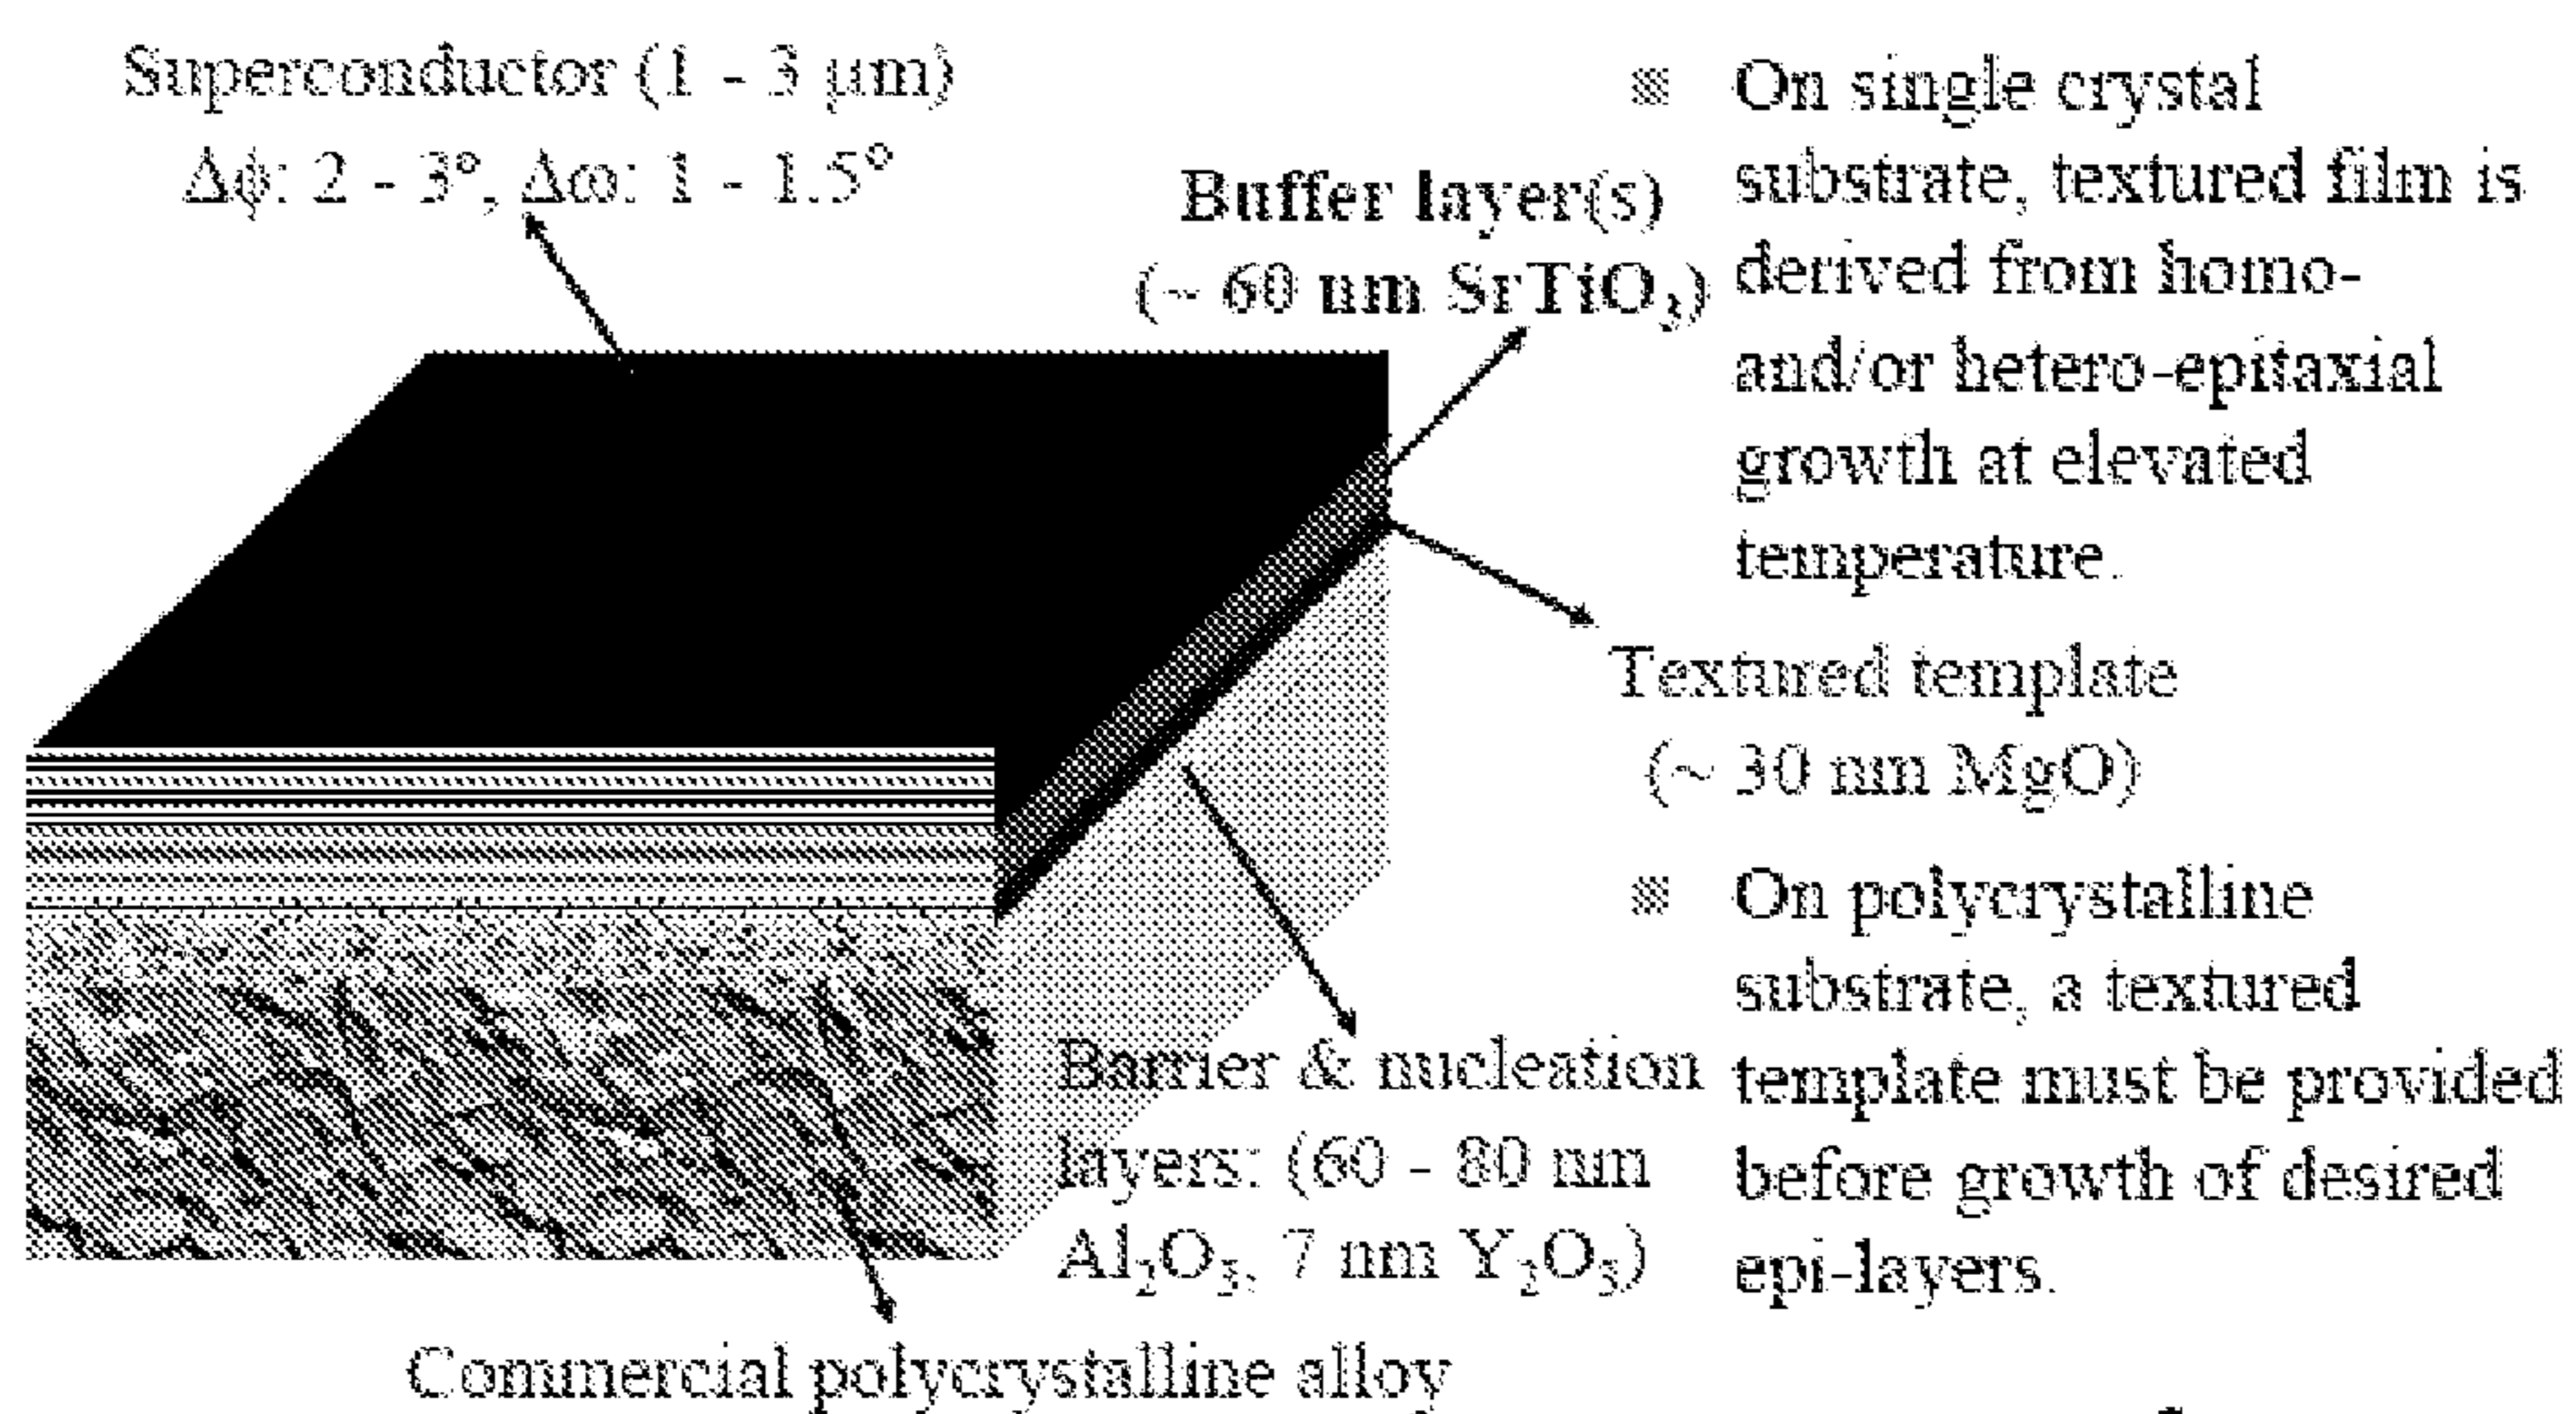 Superconductor (1 - 3 μm)
Δϕ: 2 - 3°, Δω: 1 - 1.5°
Buffer layer(s)
(~ 60 nm SrTiO₃)
On single crystal
substrate, textured film is
derived from homo-
and/or hetero-epitaxial
growth at elevated
temperature.
Textured template
(~ 30 nm MgO)
On polycrystalline
substrate, a textured
template must be provided
before growth of desired
epi-layers.
Barrier & nucleation
layers: (60 - 80 nm
Al₂O₃, 7 nm Y₂O₃)
Commercial polycrystalline alloy